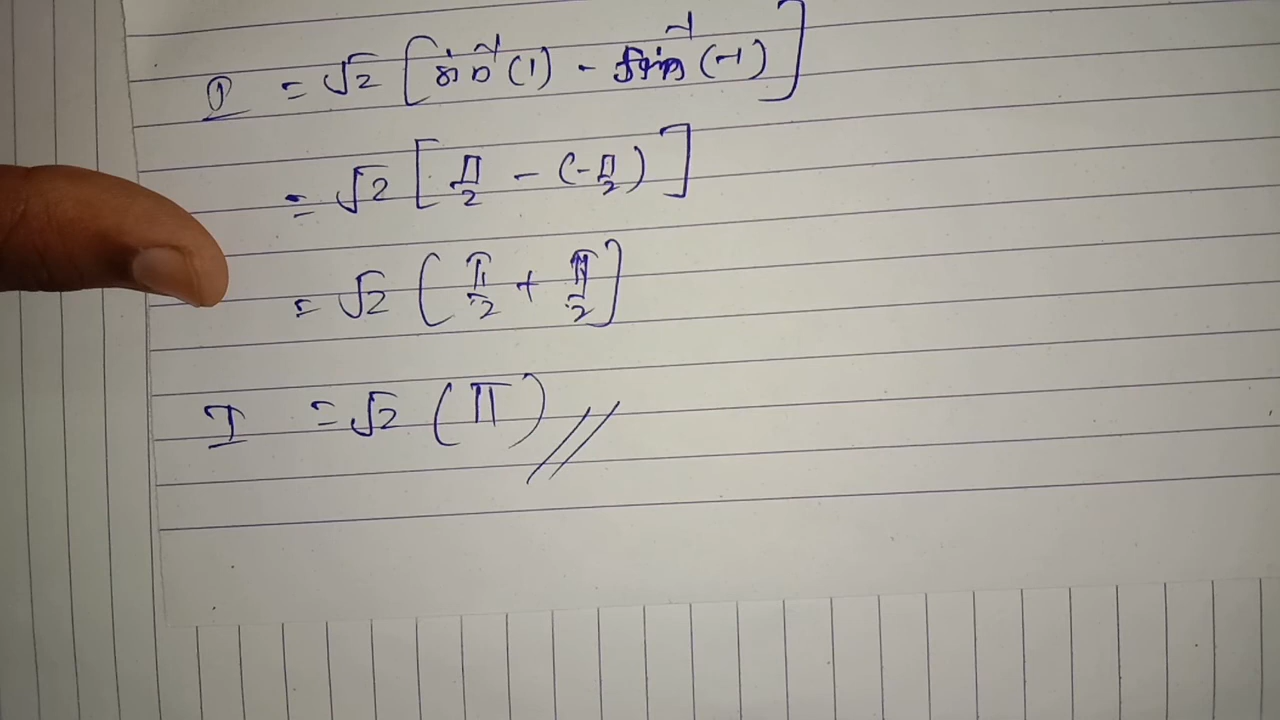 I = √2 [sin⁻¹(1) - sin⁻¹(-1)]
= √2 [π/2 - (-π/2)]
= √2 (π/2 + π/2]
I = √2 (π) //